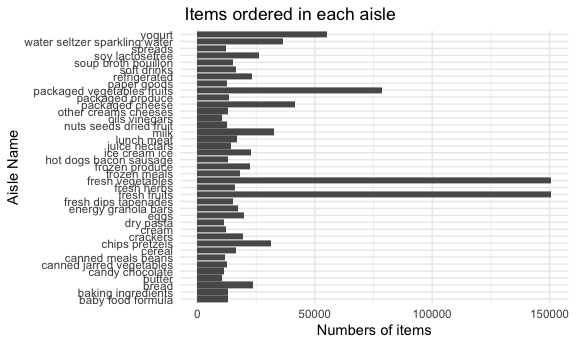 Items ordered in each aisle
Aisle Name
yogurt
water seltzer sparkling water
spreads
soy lactosefree
soup broth bouillon
soft drinks
refrigerated
paper goods
packaged vegetables fruits
packaged produce
packaged cheese
other creams cheeses
oils vinegars
nuts seeds dried fruit
milk
lunch meat
juice nectars
ice cream ice
hot dogs bacon sausage
frozen produce
frozen meals
fresh vegetables
fresh herbs
fresh fruits
fresh dips tapenades
energy granola bars
eggs
dry pasta
cream
crackers
chips pretzels
cereal
canned meals beans
canned jarred vegetables
candy chocolate
butter
bread
baking ingredients
baby food formula
0 50000 100000 150000
Numbers of items